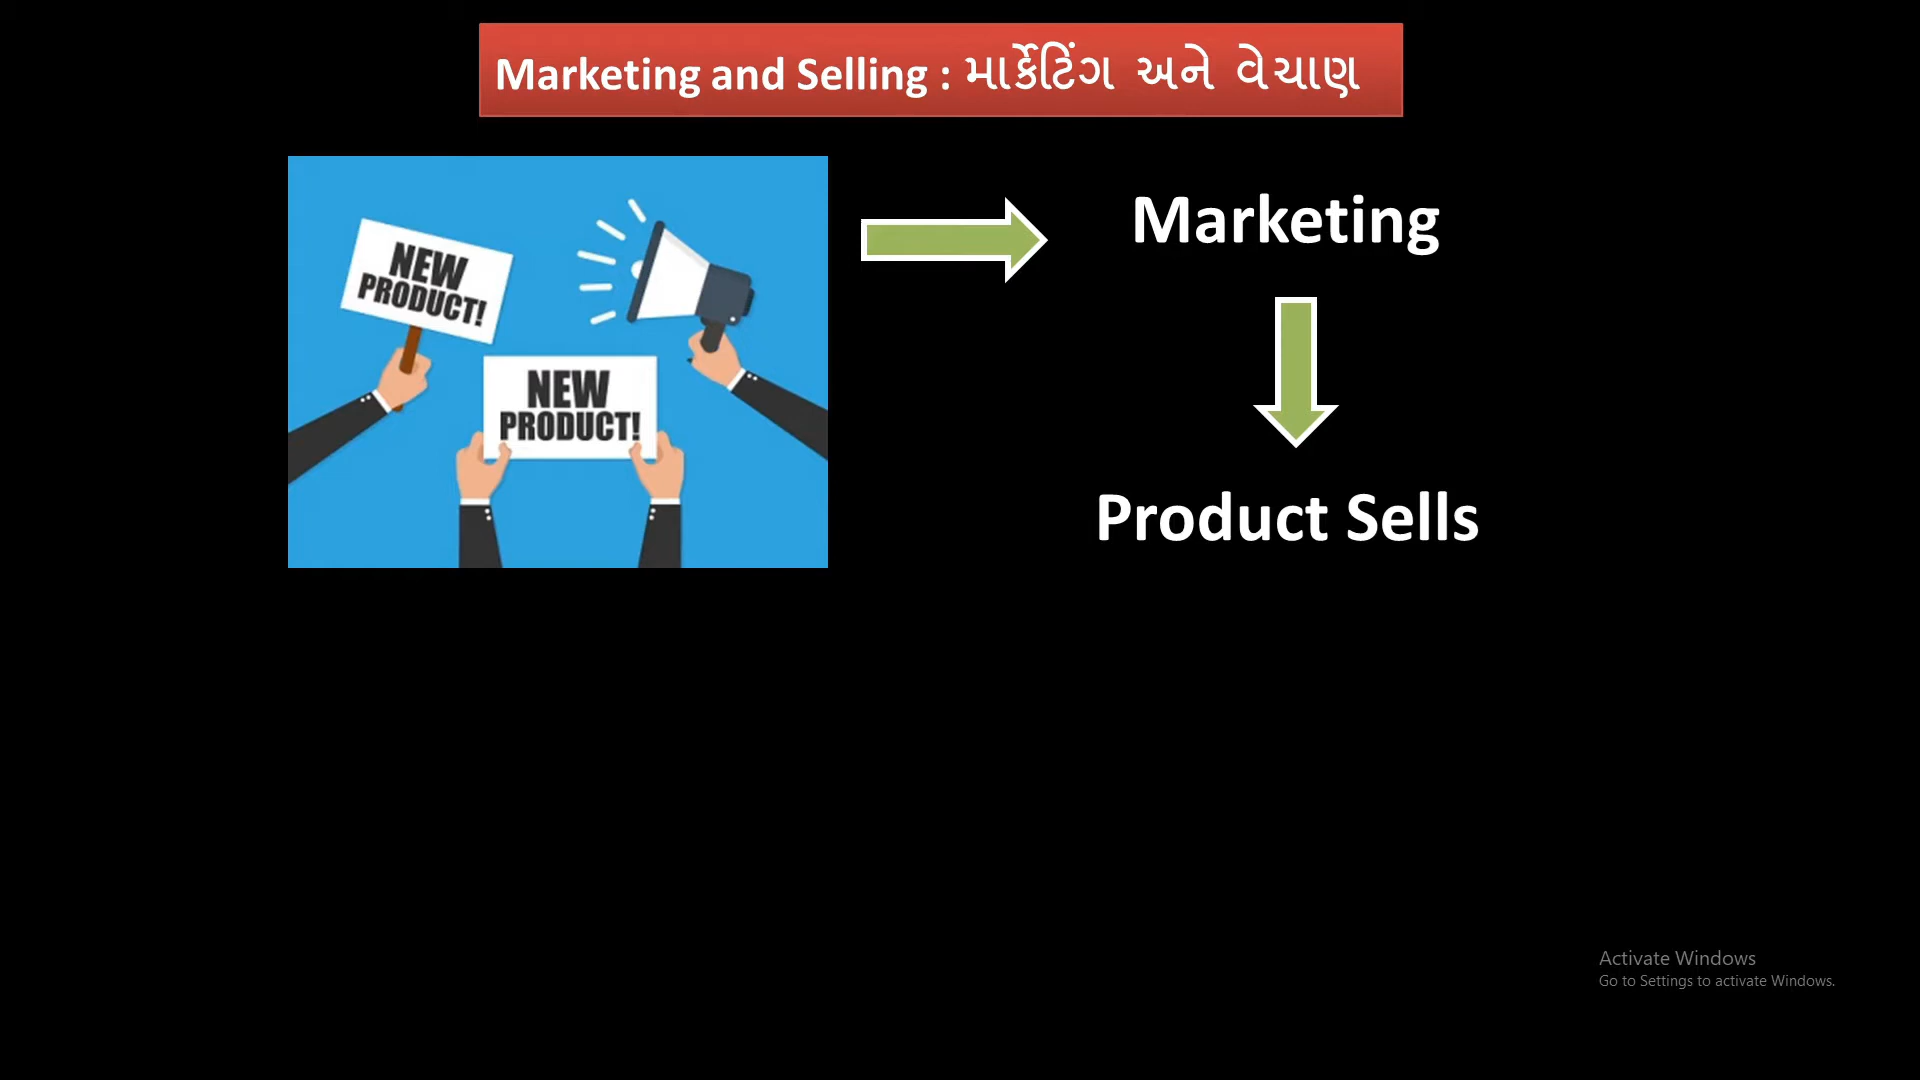 Marketing and Selling : માર્કેટિંગ અને વેચાણ
NEW
PRODUCT!
NEW
PRODUCT!
Marketing
Product Sells
Activate Windows
Go to Settings to activate Windows.